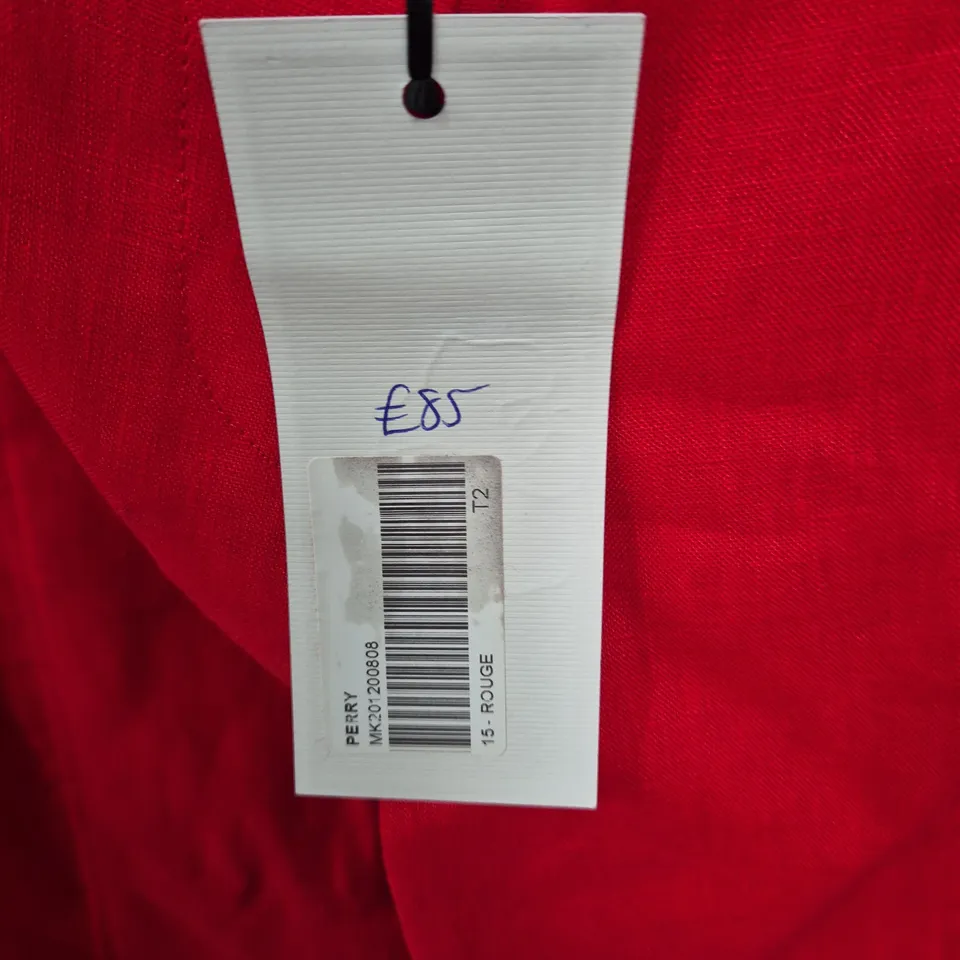 £85
PERRY
MK201200808
15 - ROUGE
T2